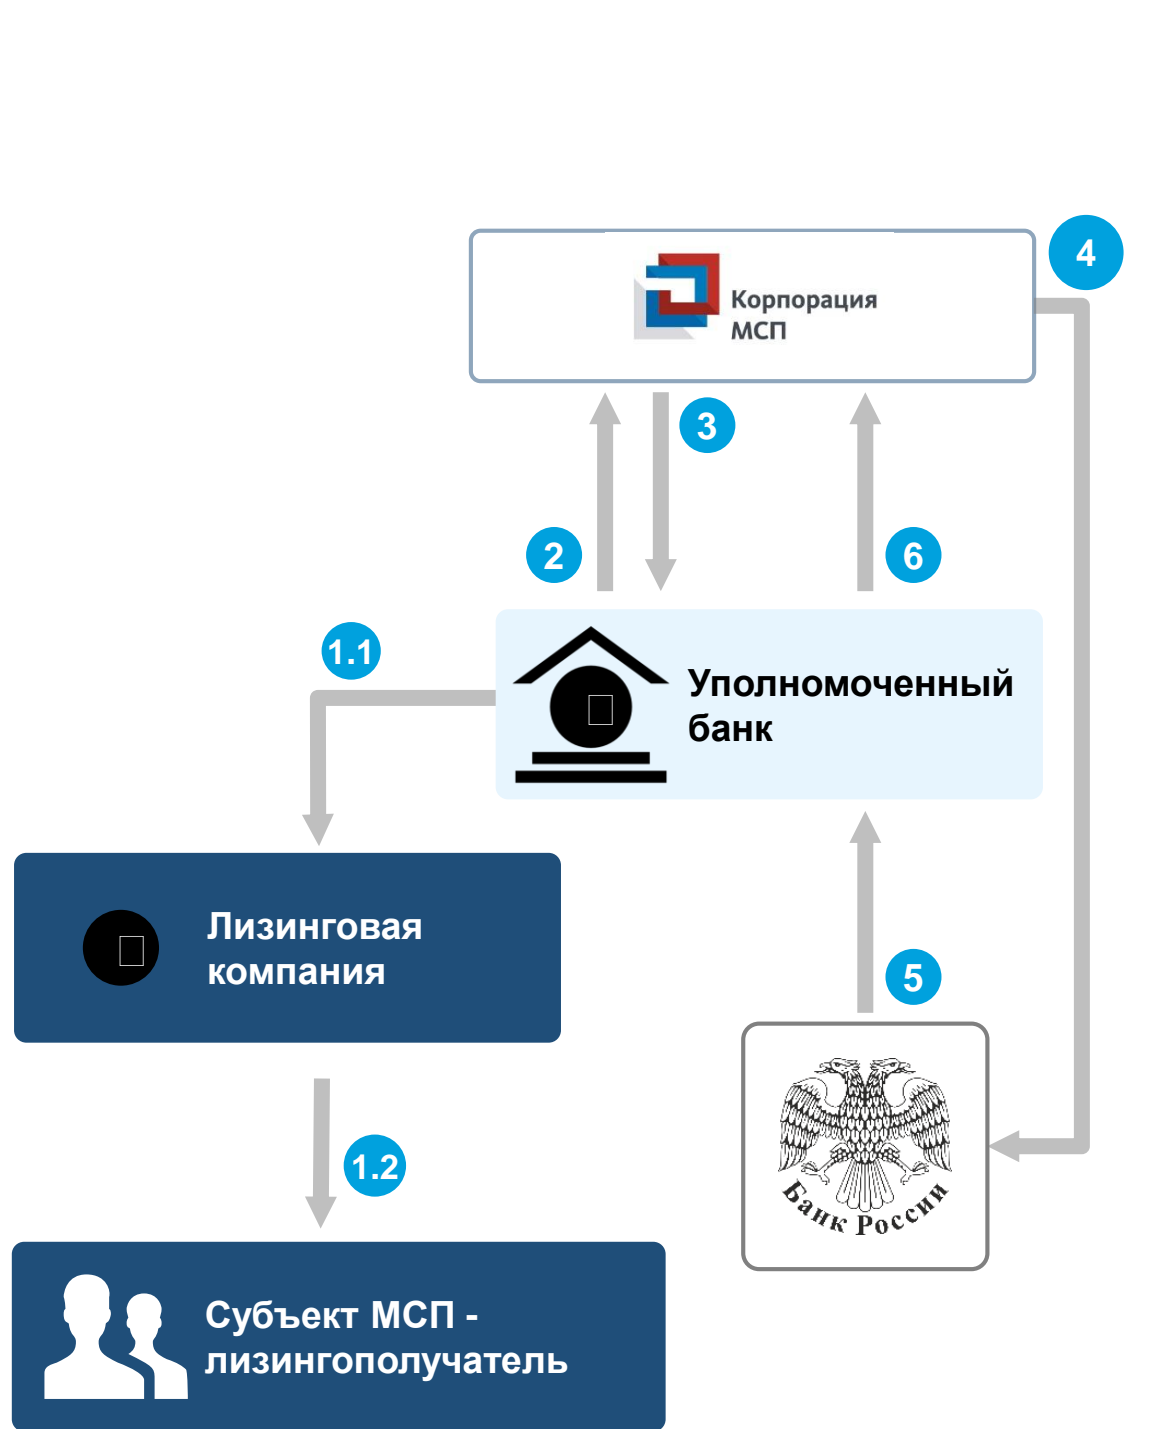 4
Корпорация
МСП
3
2
6
1.1
Уполномоченный
банк
Лизинговая
компания
5
1.2
Банк России
Субъект МСП -
лизингополучатель